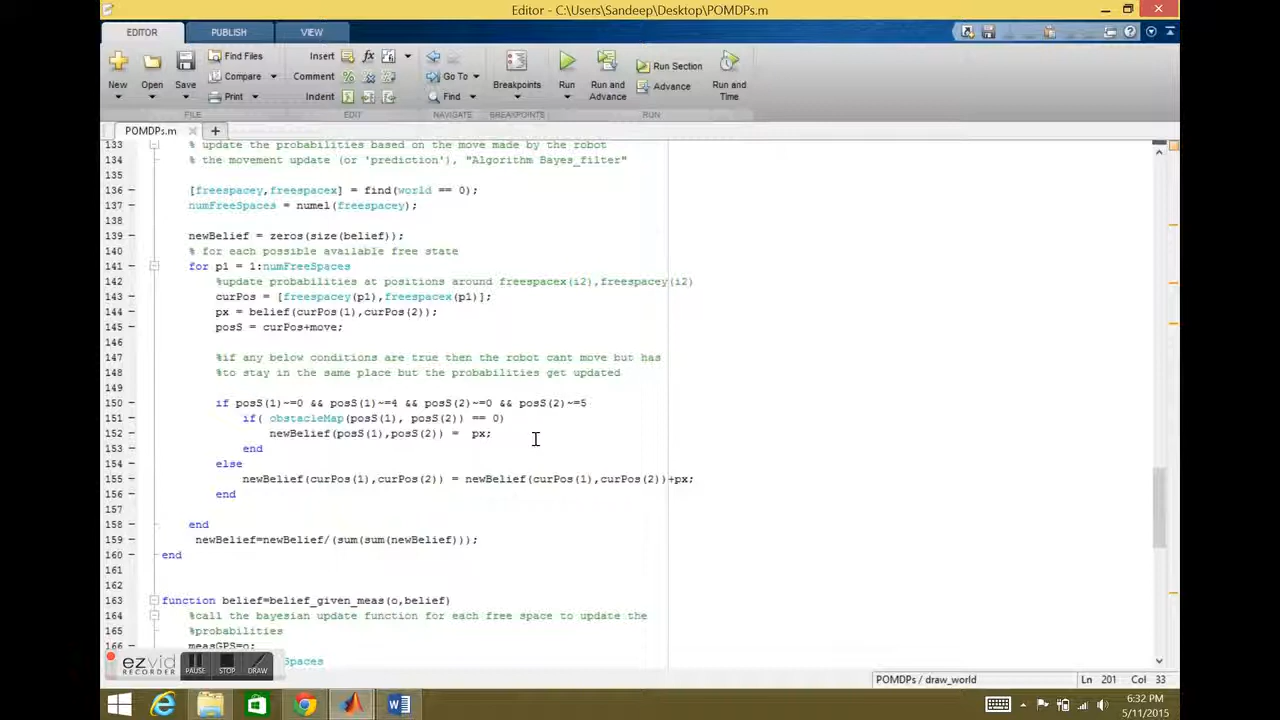 Editor - C:\Users\Sandeep\Desktop\POMDPs.m
EDITOR PUBLISH VIEW
New Open Save Find Files Compare Print
Insert Comment Indent
Go To Find
Breakpoints
Run Run and Advance Run Section Advance Run and Time
FILE EDIT NAVIGATE BREAKPOINTS RUN
POMDPs.m
133 % update the probabilities based on the move made by the robot
134 % the movement update (or 'prediction'), "Algorithm Bayes_filter"
135
136 [freespacey,freespacex] = find(world == 0);
137 numFreeSpaces = numel(freespacey);
138
139 newBelief = zeros(size(belief));
140 % for each possible available free state
141 for p1 = 1:numFreeSpaces
142 %update probabilities at positions around freespacex(i2),freespacey(i2)
143 curPos = [freespacey(p1),freespacex(p1)];
144 px = belief(curPos(1),curPos(2));
145 posS = curPos+move;
146
147 %if any below conditions are true then the robot cant move but has
148 %to stay in the same place but the probabilities get updated
149
150 if posS(1)~=0 && posS(1)~=4 && posS(2)~=0 && posS(2)~=5
151 if( obstacleMap(posS(1), posS(2)) == 0)
152 newBelief(posS(1),posS(2)) = px;
153 end
154 else
155 newBelief(curPos(1),curPos(2)) = newBelief(curPos(1),curPos(2))+px;
156 end
157
158 end
159 newBelief=newBelief/(sum(sum(newBelief)));
160 end
161
162
163 function belief=belief_given_meas(o,belief)
164 %call the bayesian update function for each free space to update the
165 %probabilities
166 measGPS=o;
Spaces
ezvid RECORDER PAUSE STOP DRAW
POMDPs / draw_world Ln 201 Col 33
6:32 PM
5/11/2015